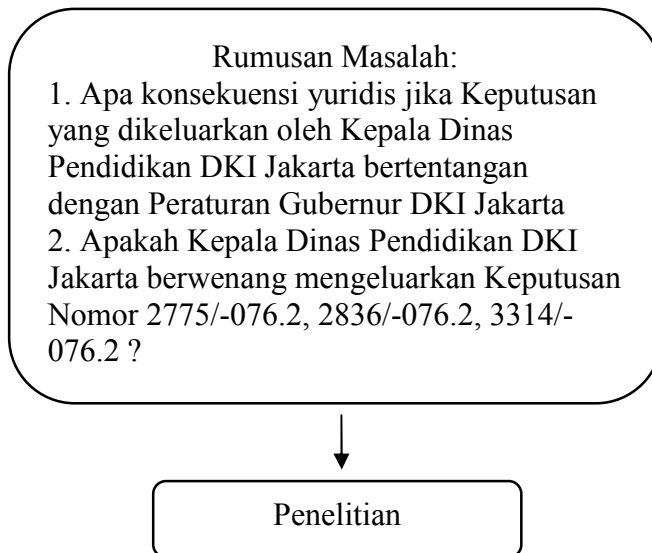 Rumusan Masalah:
1. Apa konsekuensi yuridis jika Keputusan
yang dikeluarkan oleh Kepala Dinas
Pendidikan DKI Jakarta bertentangan
dengan Peraturan Gubernur DKI Jakarta
2. Apakah Kepala Dinas Pendidikan DKI
Jakarta berwenang mengeluarkan Keputusan
Nomor 2775/-076.2, 2836/-076.2, 3314/-
076.2 ?
Penelitian